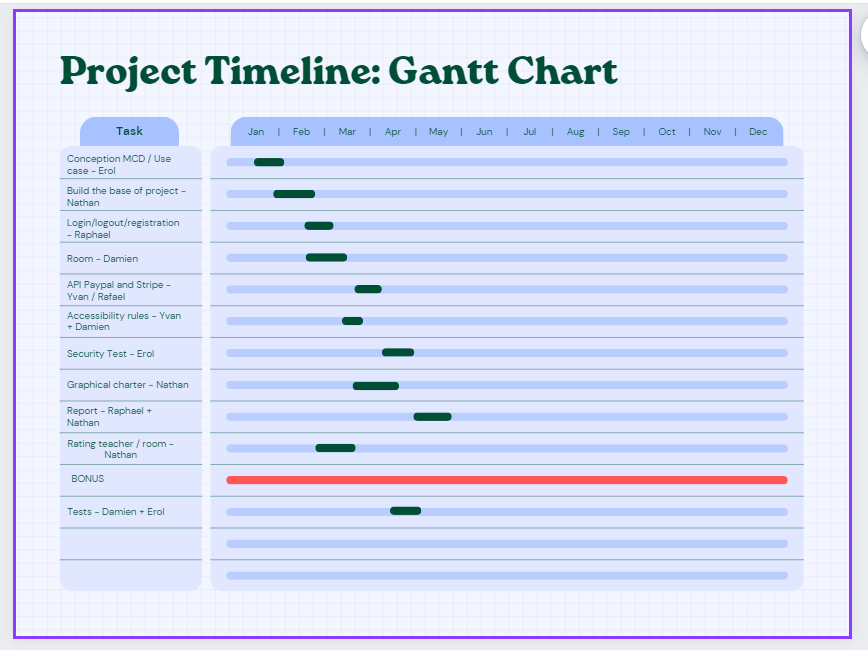 Project Timeline: Gantt Chart
Task
Jan | Feb | Mar | Apr | May | Jun | Jul | Aug | Sep | Oct | Nov | Dec
Conception MCD / Use
case - Erol
Build the base of project -
Nathan
Login/logout/registration
- Raphael
Room - Damien
API Paypal and Stripe -
Yvan / Rafael
Accessibility rules - Yvan
+ Damien
Security Test - Erol
Graphical charter - Nathan
Report - Raphael +
Nathan
Rating teacher / room -
Nathan
BONUS
Tests - Damien + Erol